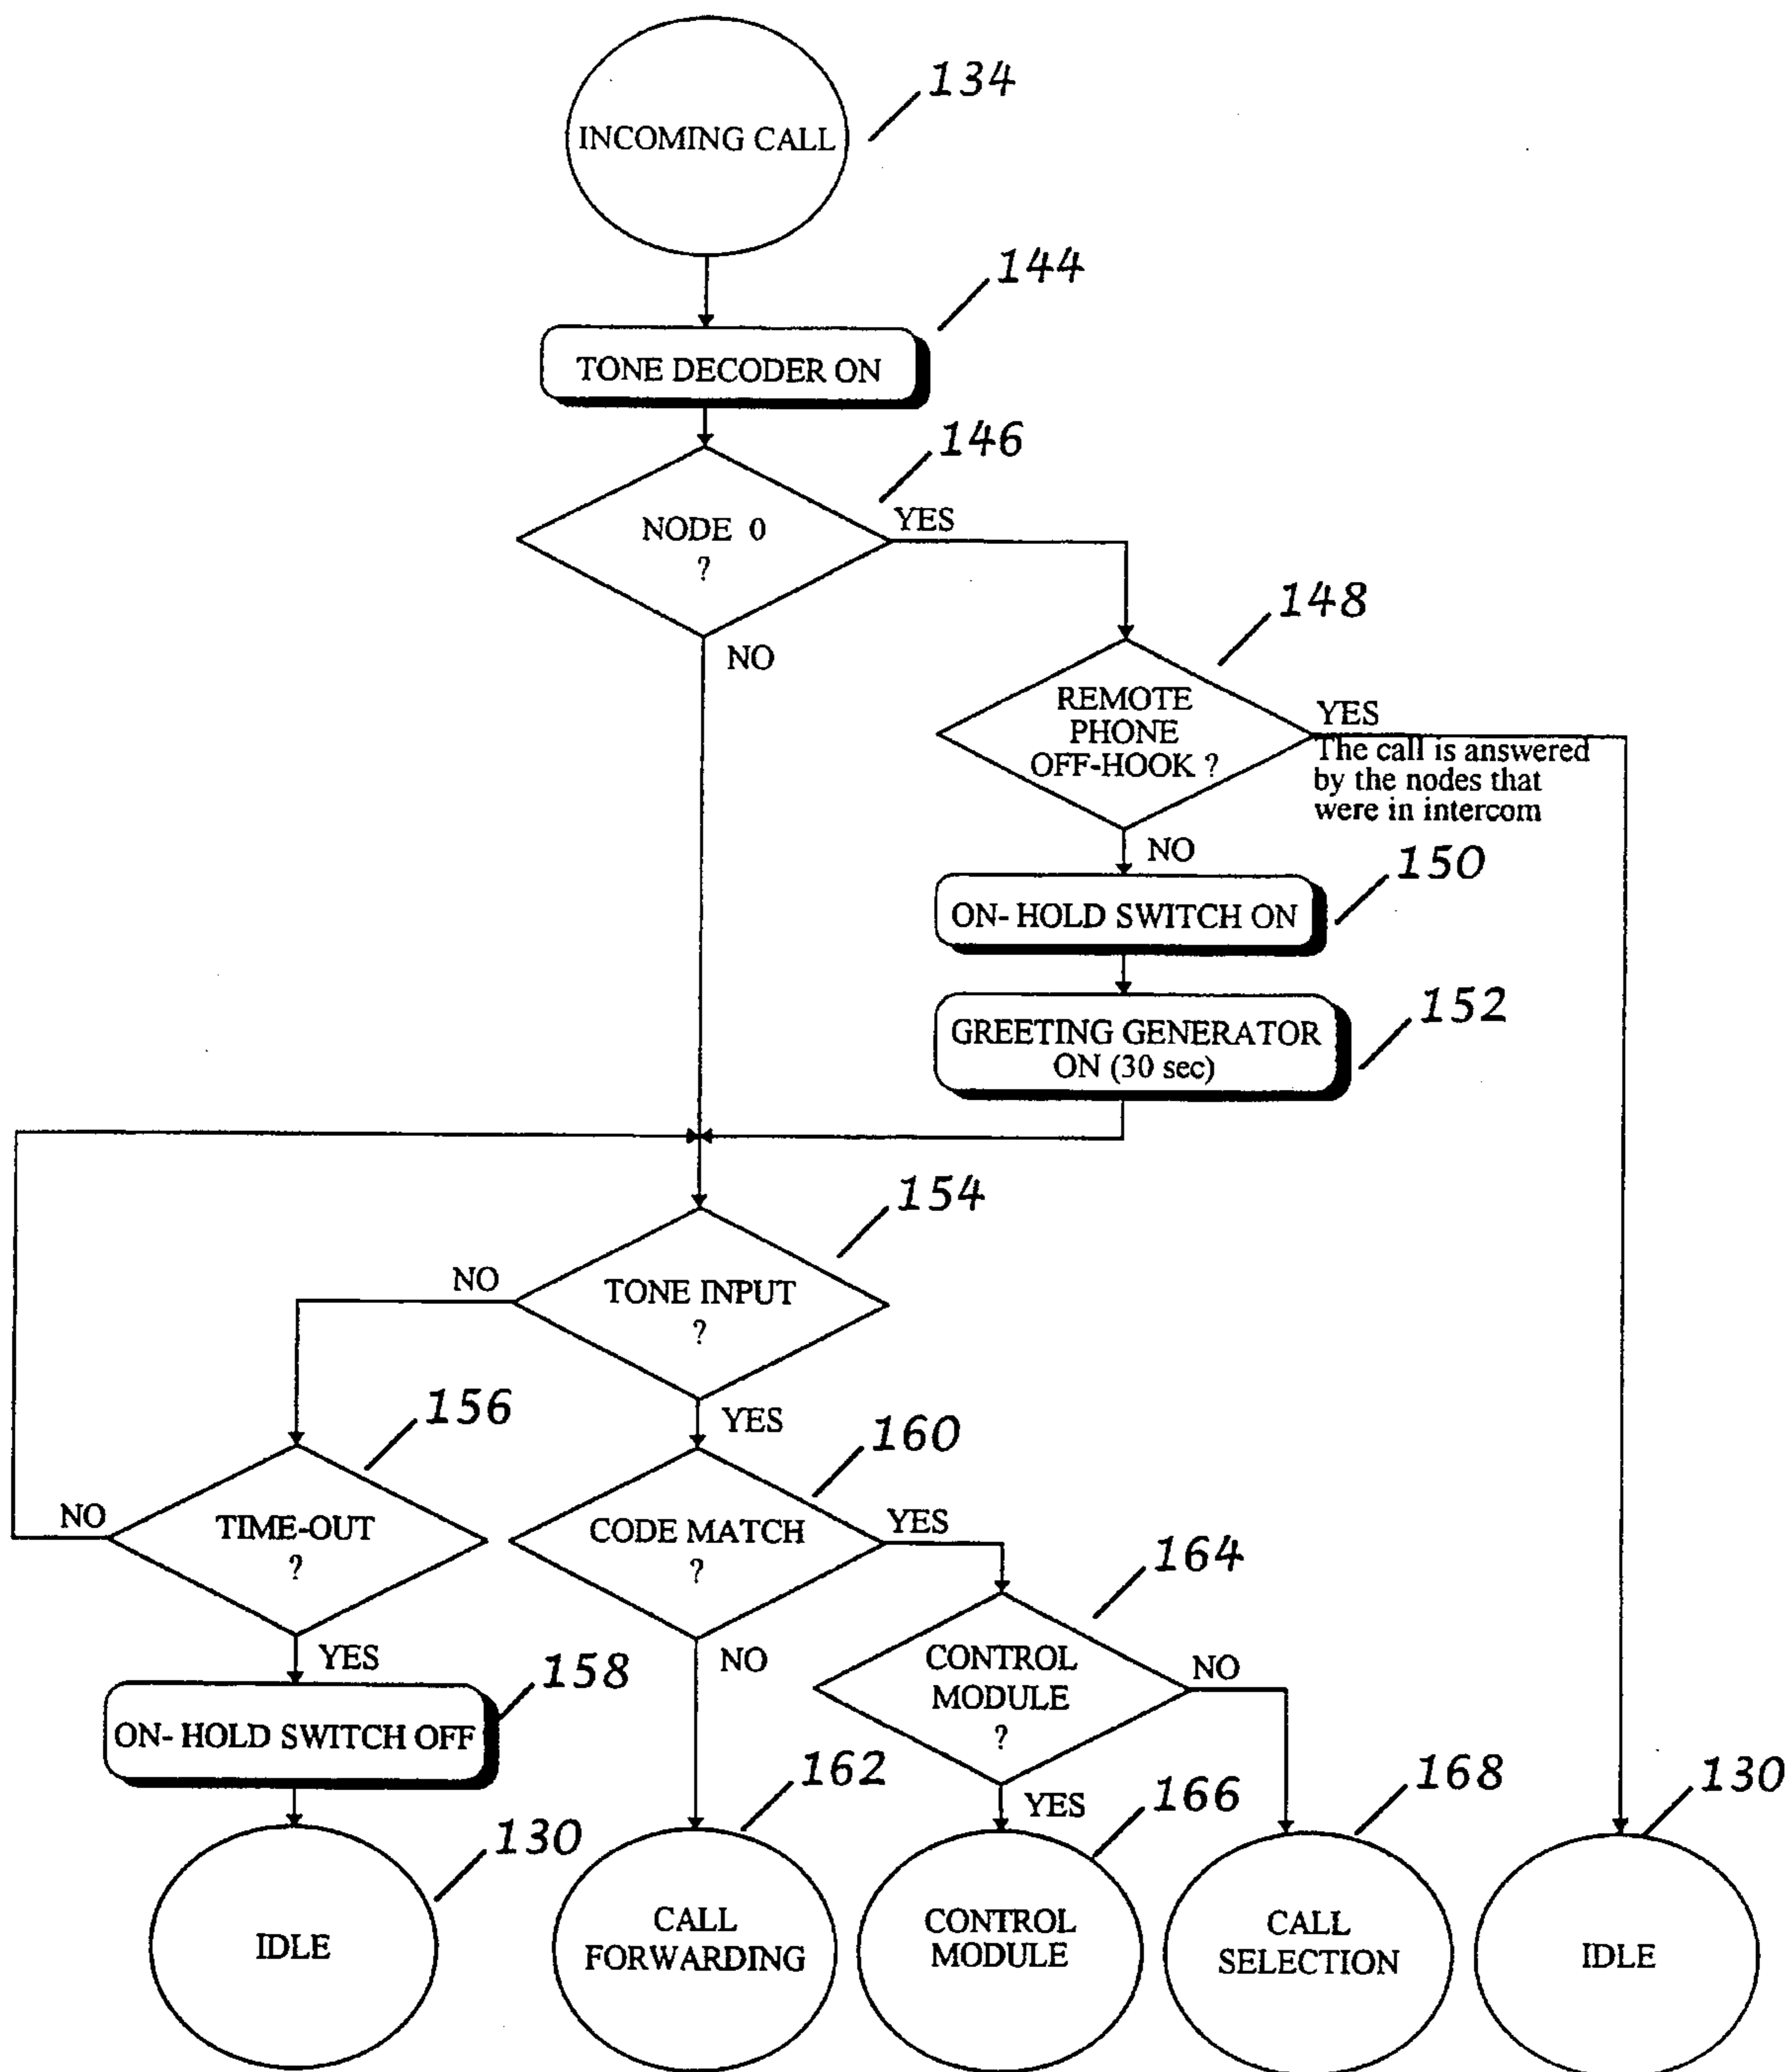 134
INCOMING CALL
144
TONE DECODER ON
146
NODE 0
?
YES
NO
148
REMOTE
PHONE
OFF-HOOK ?
YES
The call is answered
by the nodes that
were in intercom
NO
150
ON- HOLD SWITCH ON
152
GREETING GENERATOR
ON (30 sec)
154
NO
TONE INPUT
?
156
YES
160
NO
TIME-OUT
?
CODE MATCH
?
YES
164
YES
NO
CONTROL
MODULE
?
NO
158
ON- HOLD SWITCH OFF
162
YES
166
168
130
130
IDLE
CALL
FORWARDING
CONTROL
MODULE
CALL
SELECTION
IDLE